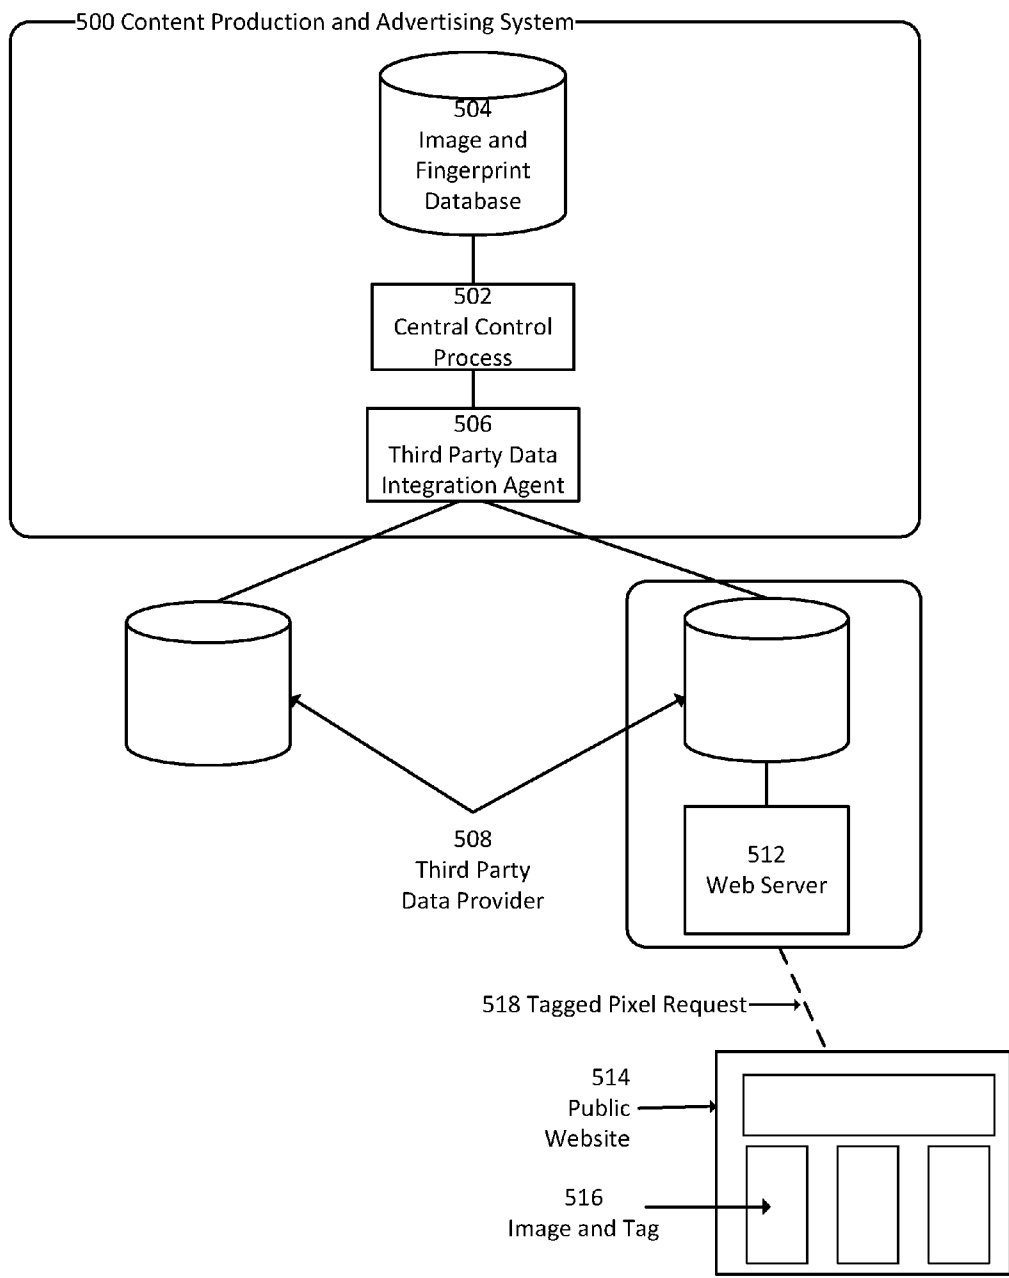 500 Content Production and Advertising System
504
Image and
Fingerprint
Database
502
Central Control
Process
506
Third Party Data
Integration Agent
508
Third Party
Data Provider
512
Web Server
518 Tagged Pixel Request
514
Public
Website
516
Image and Tag